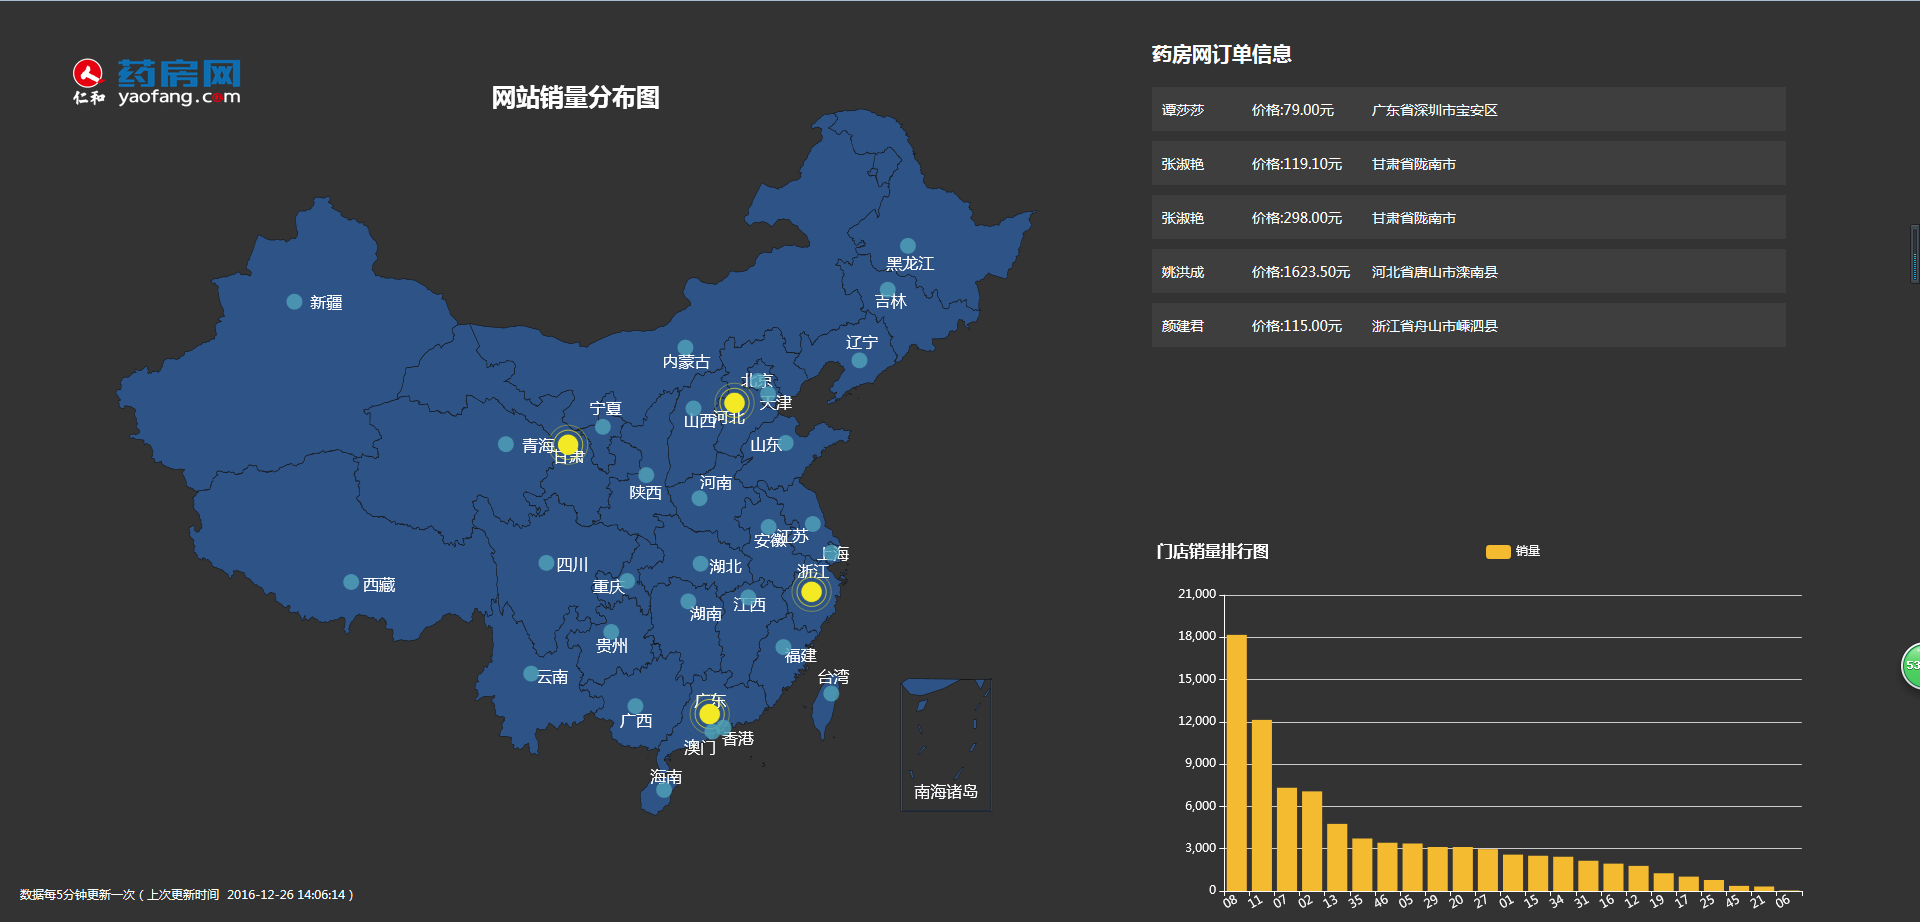 仁和
药房网
yaofang.com
网站销量分布图
黑龙江
吉林
新疆
辽宁
内蒙古
北京
天津
宁夏
山西
河北
青海
甘肃
山东
河南
陕西
安徽
江苏
上海
四川
湖北
浙江
重庆
西藏
江西
湖南
贵州
福建
云南
台湾
广东
广西
香港
澳门
海南
南海诸岛
数据每5分钟更新一次 ( 上次更新时间 2016-12-26 14:06:14 )
药房网订单信息
谭莎莎 价格:79.00元 广东省深圳市宝安区
张淑艳 价格:119.10元 甘肃省陇南市
张淑艳 价格:298.00元 甘肃省陇南市
姚洪成 价格:1623.50元 河北省唐山市滦南县
颜建君 价格:115.00元 浙江省舟山市嵊泗县
门店销量排行图
销量
21,000
18,000
15,000
12,000
9,000
6,000
3,000
0
08 11 07 02 13 35 46 05 29 20 27 01 15 34 31 16 12 19 17 25 45 21 06
53